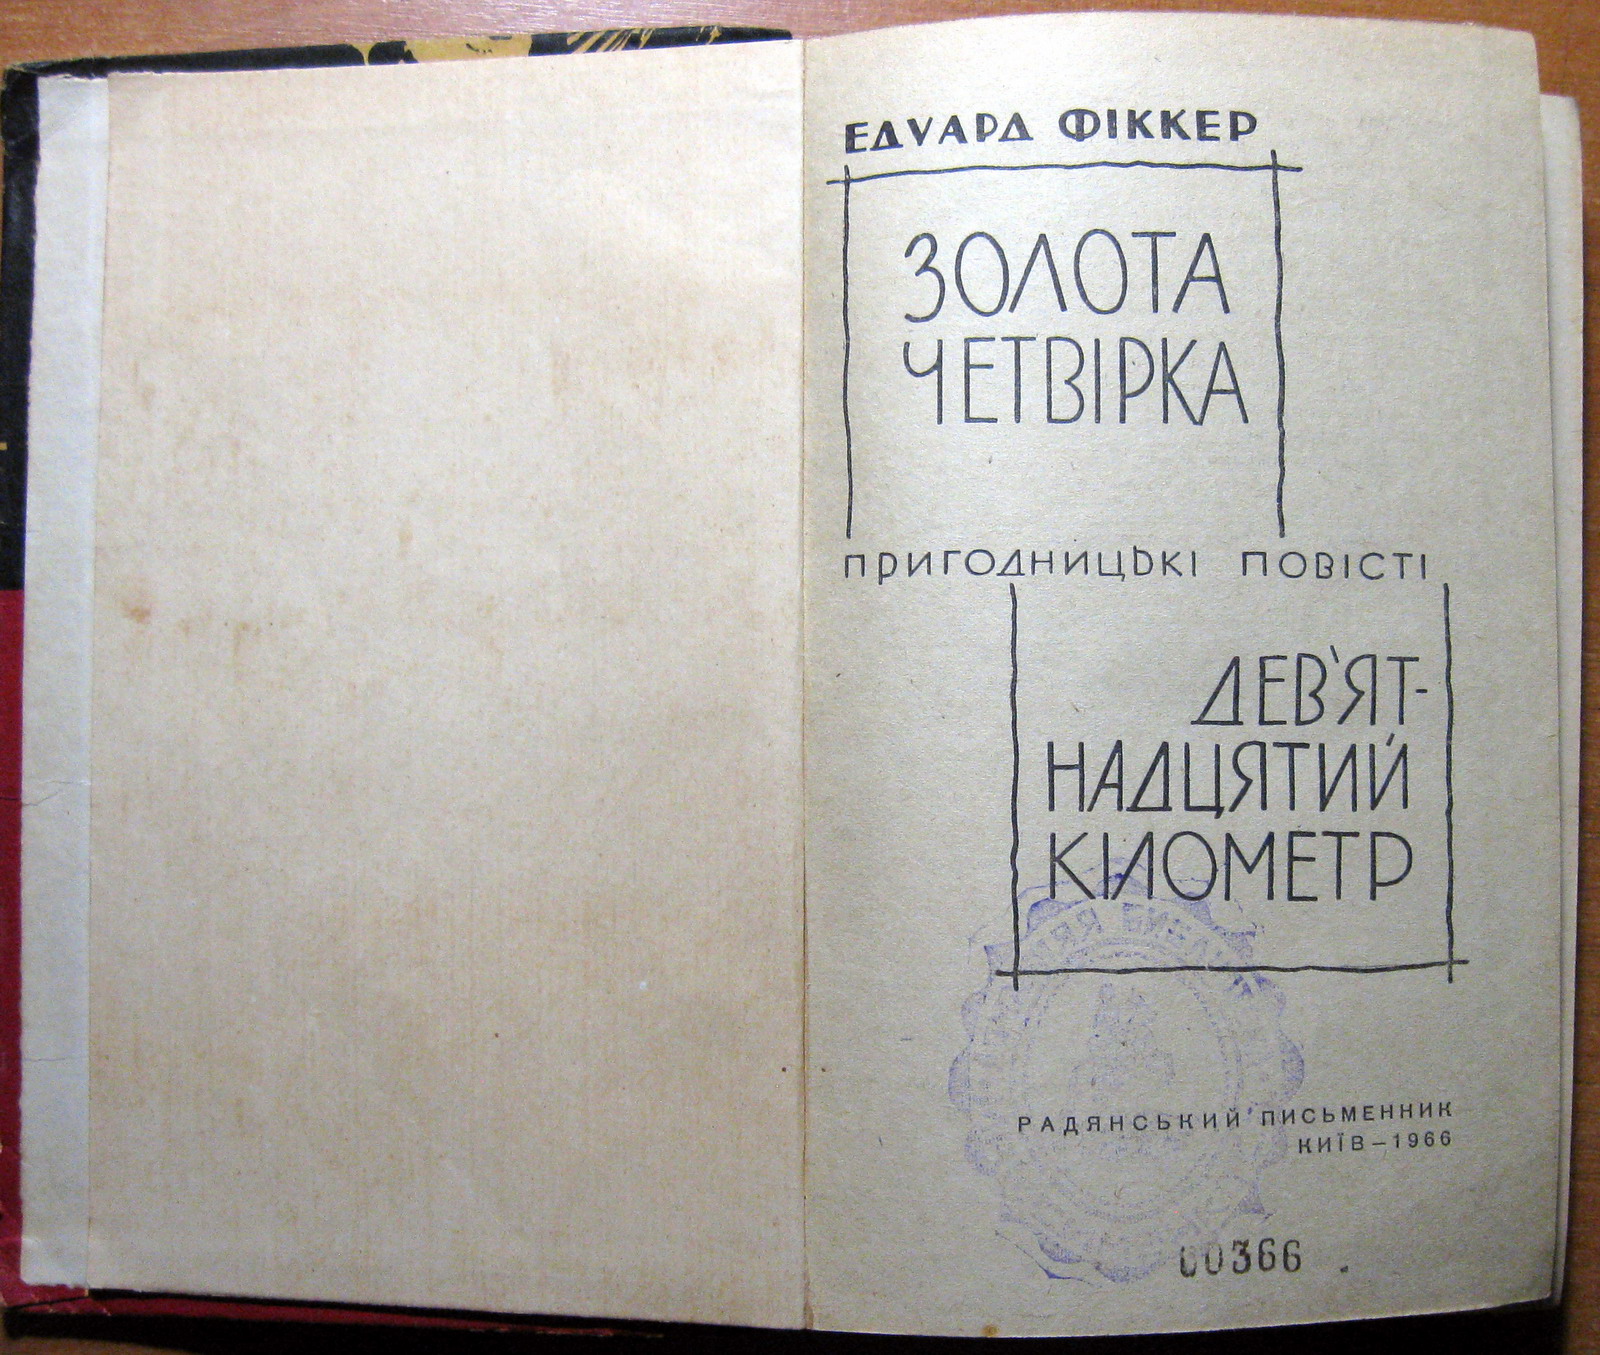 ЕДУАРД ФІККЕР
ЗОЛОТА
ЧЕТВІРКА
ПРИГОДНИЦЬКІ ПОВІСТІ
ДЕВ'ЯТ-
НАДЦЯТИЙ
КІЛОМЕТР
РАДЯНСЬКИЙ ПИСЬМЕННИК
КИЇВ — 1966
00366